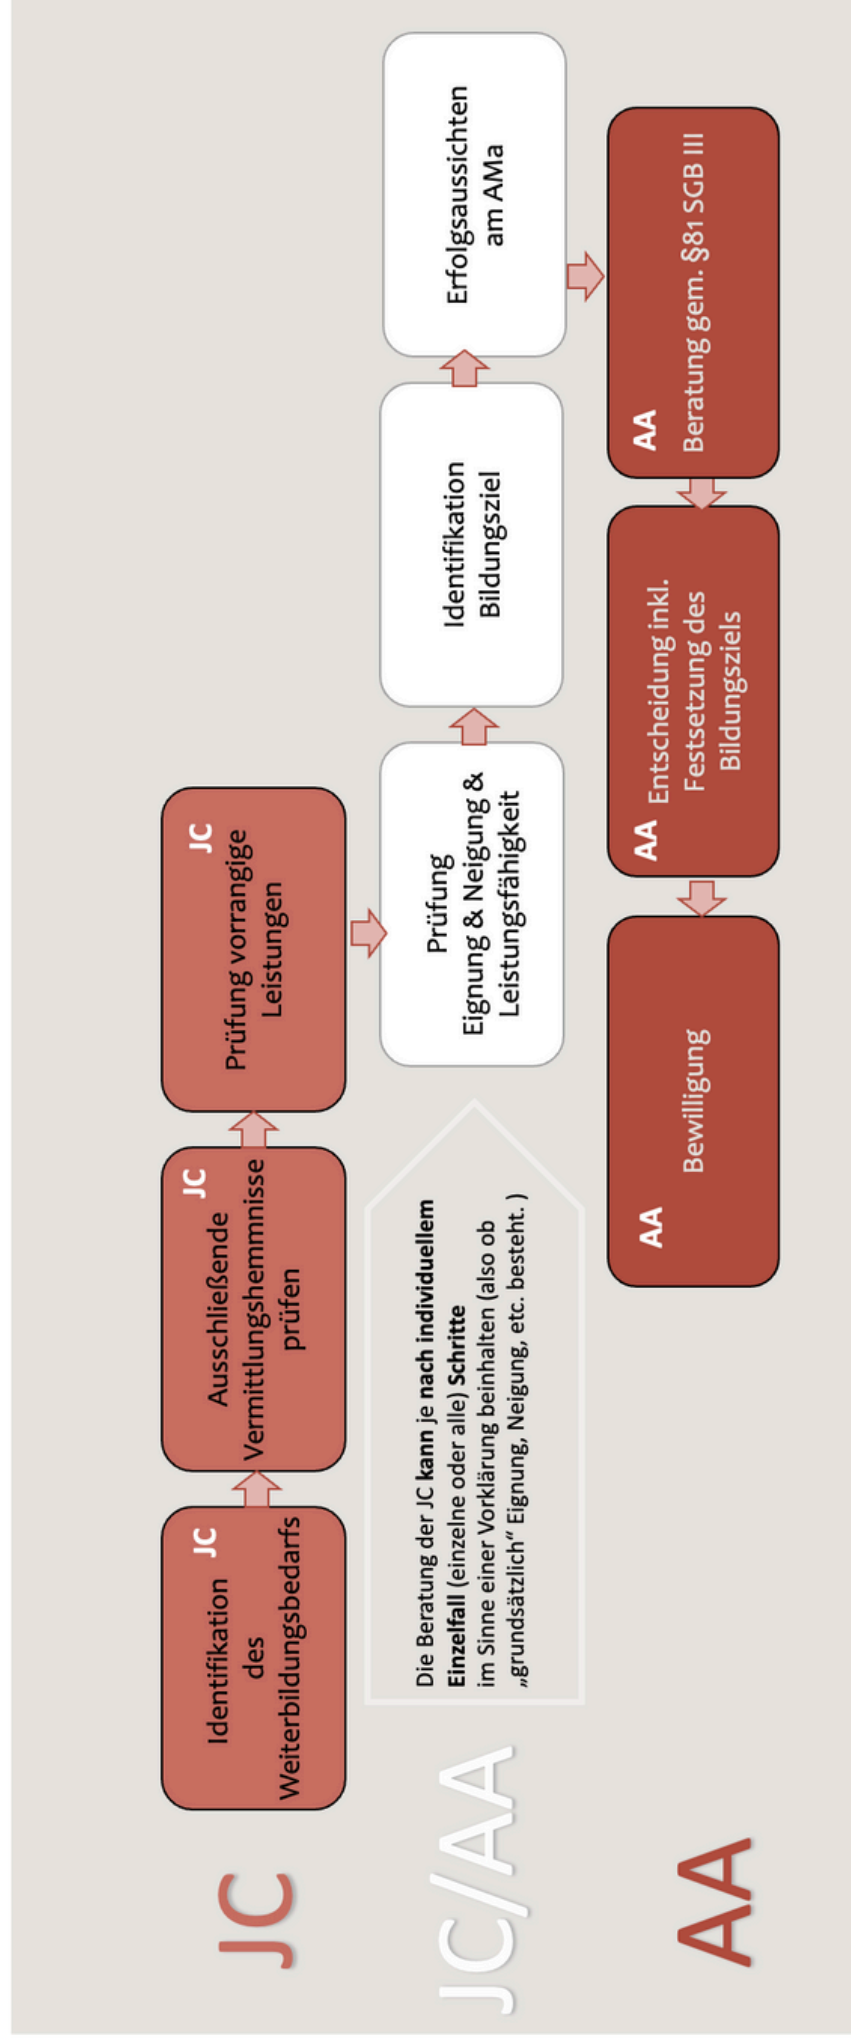 JC
JC
Identifikation
des
Weiterbildungsbedarfs
JC
Ausschließende
Vermittlungshemmnisse
prüfen
JC
Prüfung vorrangige
Leistungen
JC/AA
Die Beratung der JC kann je nach individuellem
Einzelfall (einzelne oder alle) Schritte
im Sinne einer Vorklärung beinhalten (also ob
„grundsätzlich“ Eignung, Neigung, etc. besteht. )
Prüfung
Eignung & Neigung &
Leistungsfähigkeit
Identifikation
Bildungsziel
Erfolgsaussichten
am AMa
AA
AA
Bewilligung
AA
Entscheidung inkl.
Festsetzung des
Bildungsziels
AA
Beratung gem. §81 SGB III